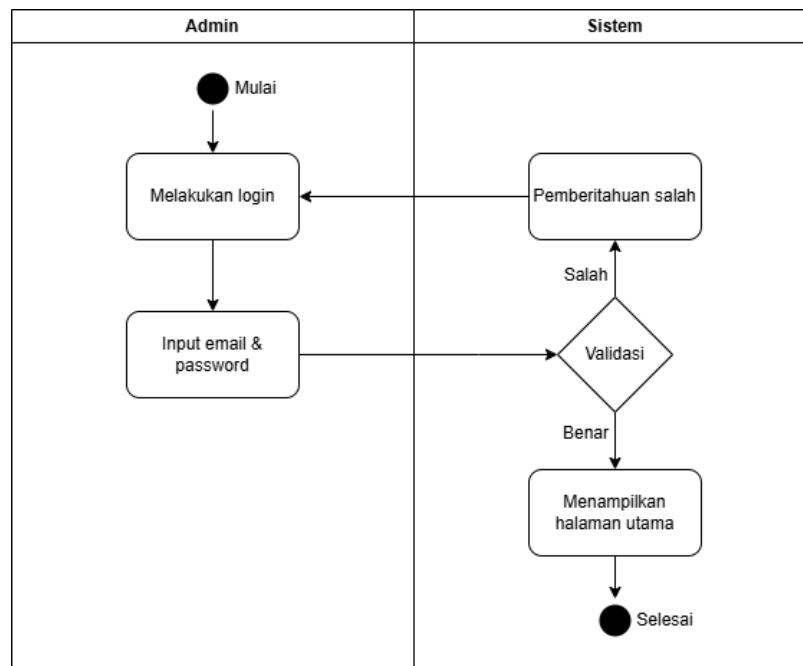 Admin
Sistem
Mulai
Melakukan login
Pemberitahuan salah
Salah
Input email &
password
Validasi
Benar
Menampilkan
halaman utama
Selesai